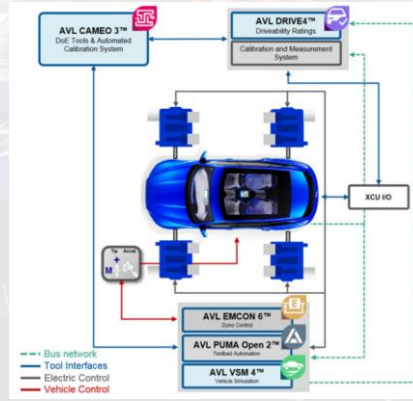 AVL CAMEO 3™
DoE Tools & Automated
Calibration System
AVL DRIVE4™
Driveability Ratings
Calibration and Measurement
System
XCU I/O
Tip Accel
+
M
AVL EMCON 6™
Dyno Control
AVL PUMA Open 2™
Testbed Automation
AVL VSM 4™
Vehicle Simulation
Bus network
Tool Interfaces
Electric Control
Vehicle Control